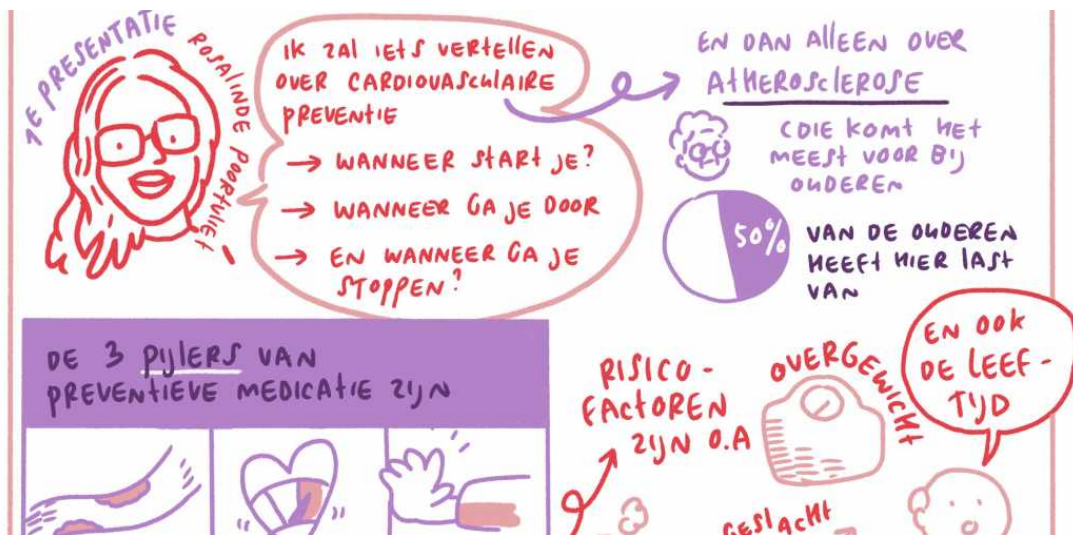 1E PRESENTATIE
ROSALINDE POORTVLIET
IK ZAL IETS VERTELLEN
OVER CARDIOVASCULAIRE
PREVENTIE
→ WANNEER START JE?
→ WANNEER GA JE DOOR
→ EN WANNEER GA JE
STOPPEN?
EN DAN ALLEEN OVER
ATHEROSCLEROSE
(DIE KOMT HET
MEEST VOOR BIJ
OUDEREN
50%
VAN DE OUDEREN
HEEFT HIER LAST
VAN
DE 3 PIJLERS VAN
PREVENTIEVE MEDICATIE ZIJN
RISICO-
FACTOREN
ZIJN O.A
OVERGEWICHT
EN OOK
DE LEEF-
TIJD
GESLACHT